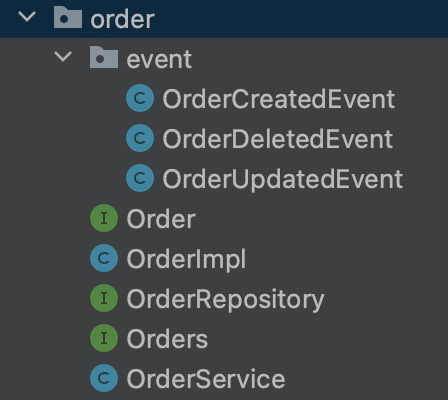 order
event
C OrderCreatedEvent
C OrderDeletedEvent
C OrderUpdatedEvent
I Order
C OrderImpl
I OrderRepository
I Orders
C OrderService